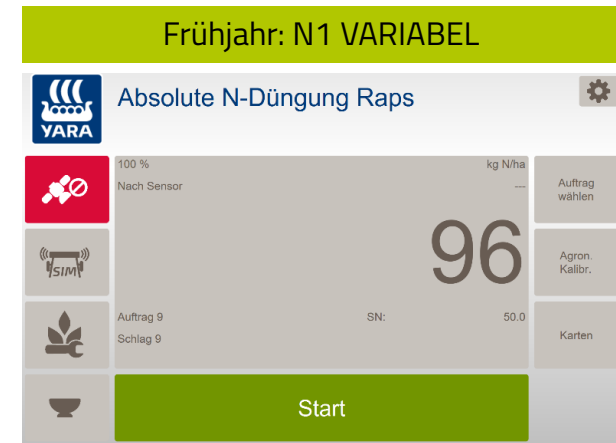 Frühjahr: N1 VARIABEL
YARA
Absolute N-Düngung Raps
100 %
kg N/ha
Nach Sensor
---
Auftrag
wählen
96
SIM
Agron.
Kalibr.
Auftrag 9
SN:
50.0
Schlag 9
Karten
Start